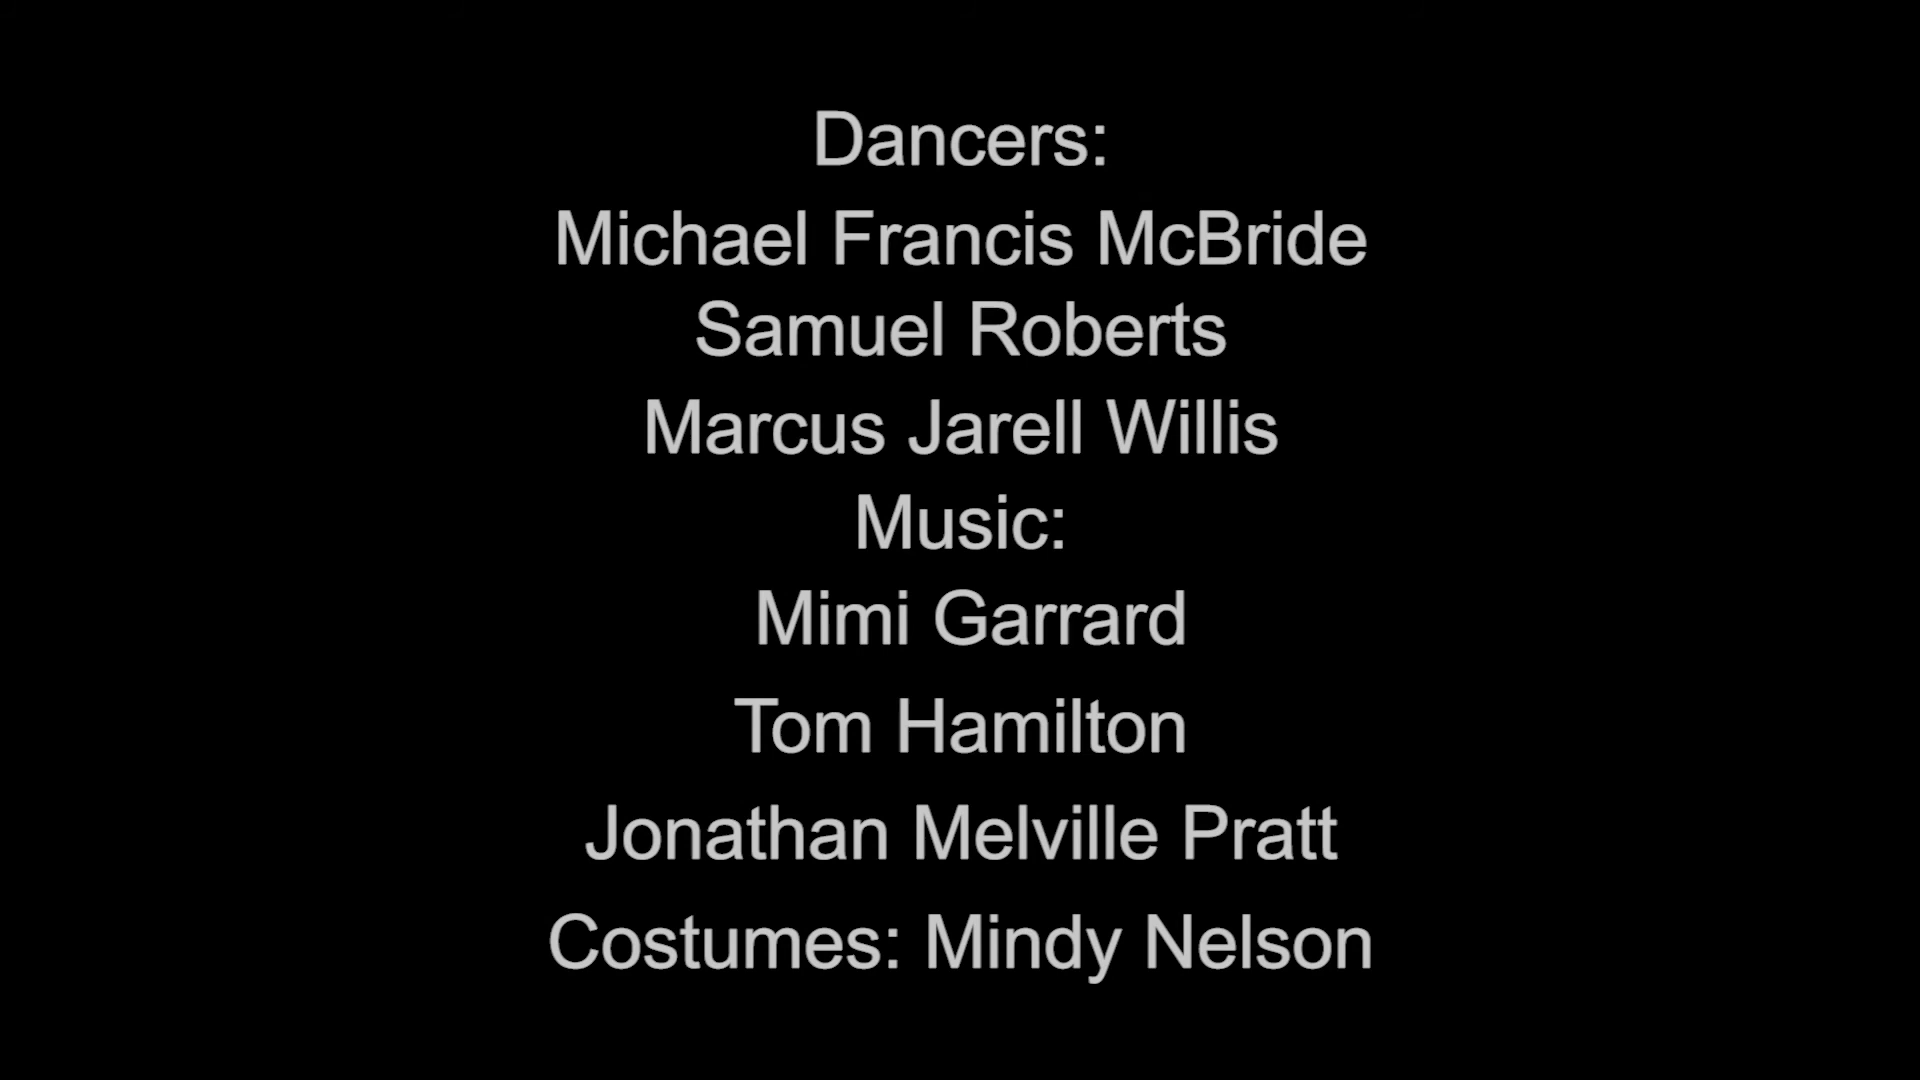 Dancers:
Michael Francis McBride
Samuel Roberts
Marcus Jarell Willis
Music:
Mimi Garrard
Tom Hamilton
Jonathan Melville Pratt
Costumes: Mindy Nelson